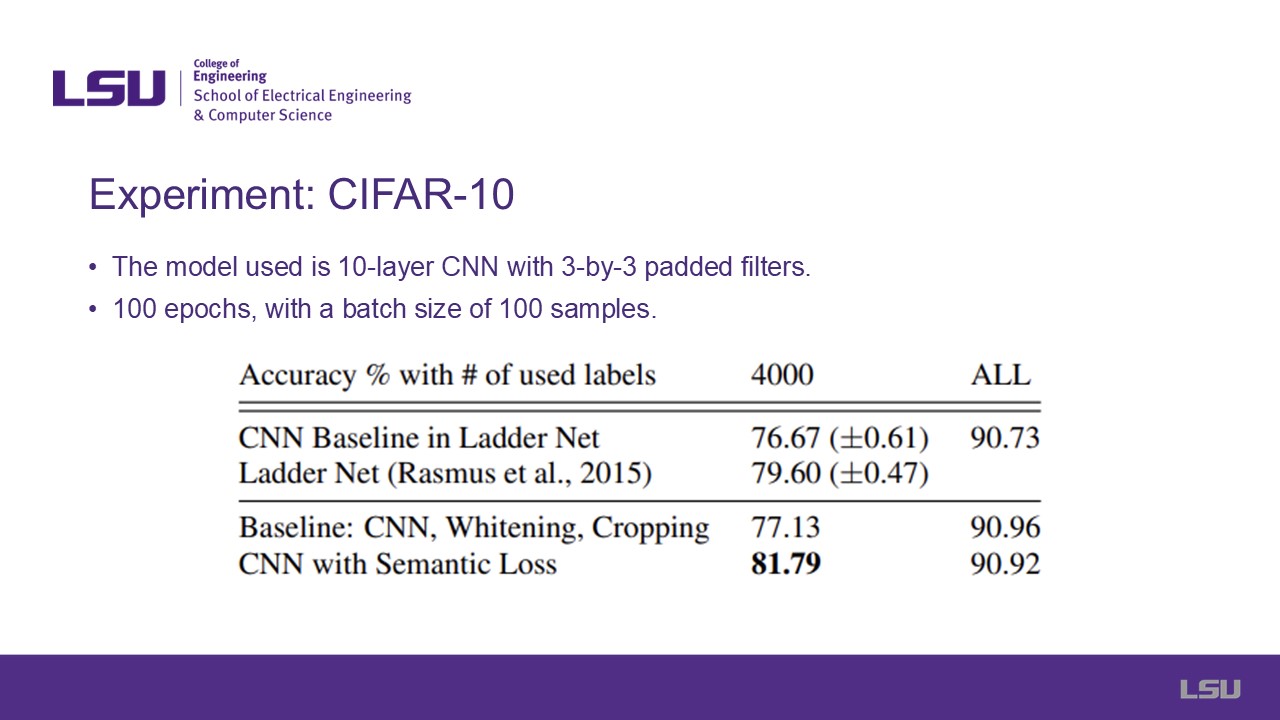 LSU
College of
Engineering
School of Electrical Engineering
& Computer Science
Experiment: CIFAR-10
• The model used is 10-layer CNN with 3-by-3 padded filters.
• 100 epochs, with a batch size of 100 samples.
Accuracy % with # of used labels 4000 ALL
CNN Baseline in Ladder Net 76.67 (±0.61) 90.73
Ladder Net (Rasmus et al., 2015) 79.60 (±0.47)
Baseline: CNN, Whitening, Cropping 77.13 90.96
CNN with Semantic Loss 81.79 90.92
LSU